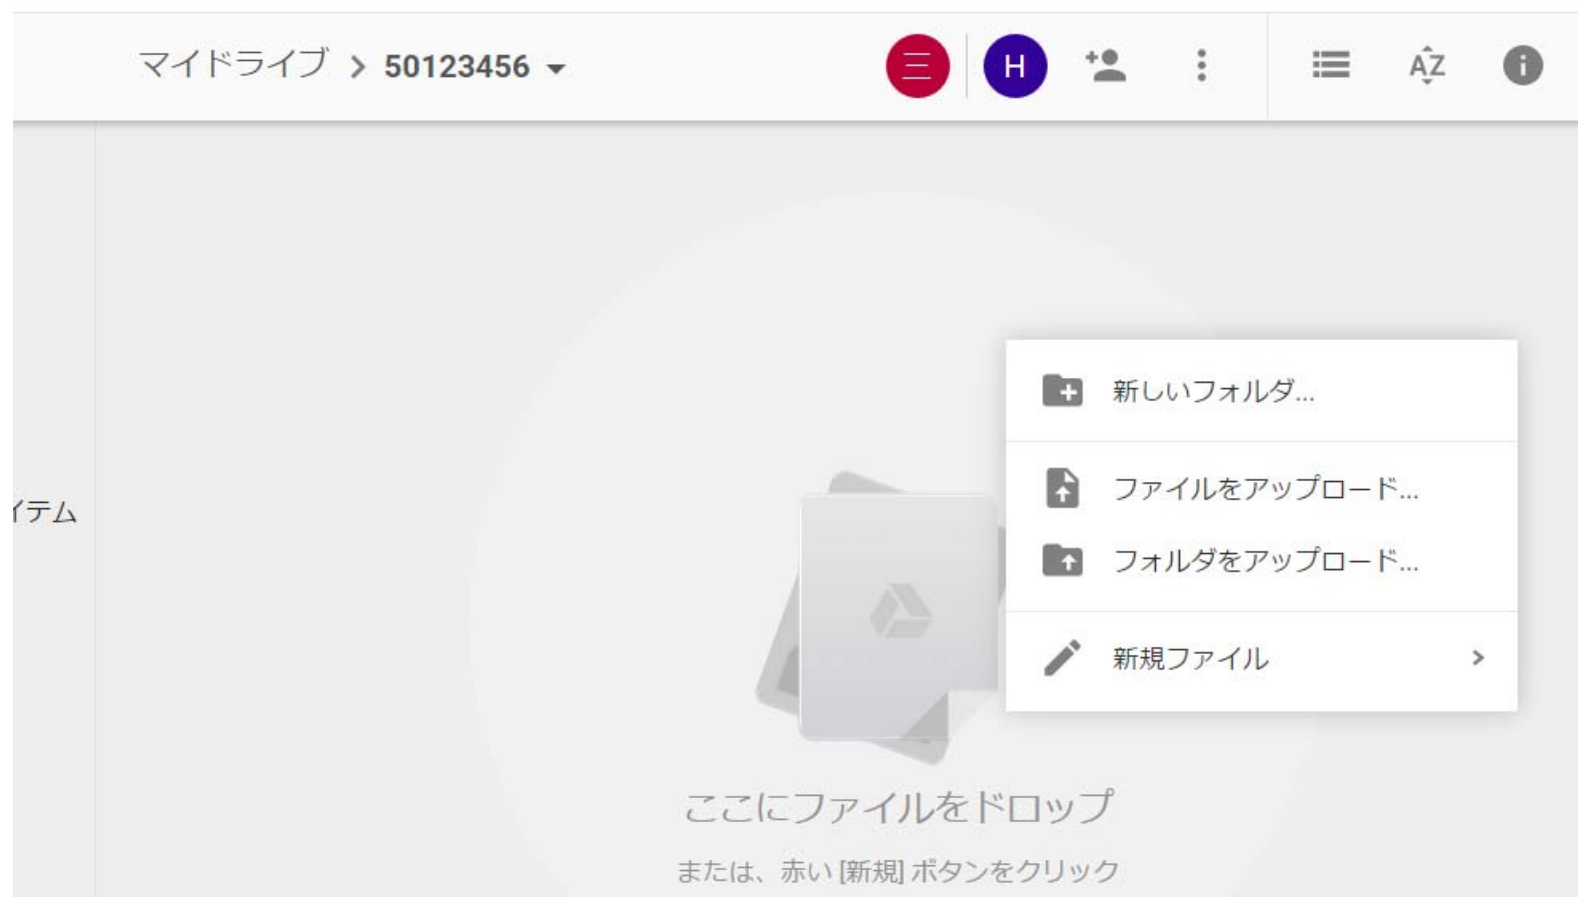 マイドライブ > 50123456
三
H
AZ
新しいフォルダ...
ファイルをアップロード...
イテム
フォルダをアップロード...
新規ファイル
ここにファイルをドロップ
または、赤い [新規] ボタンをクリック